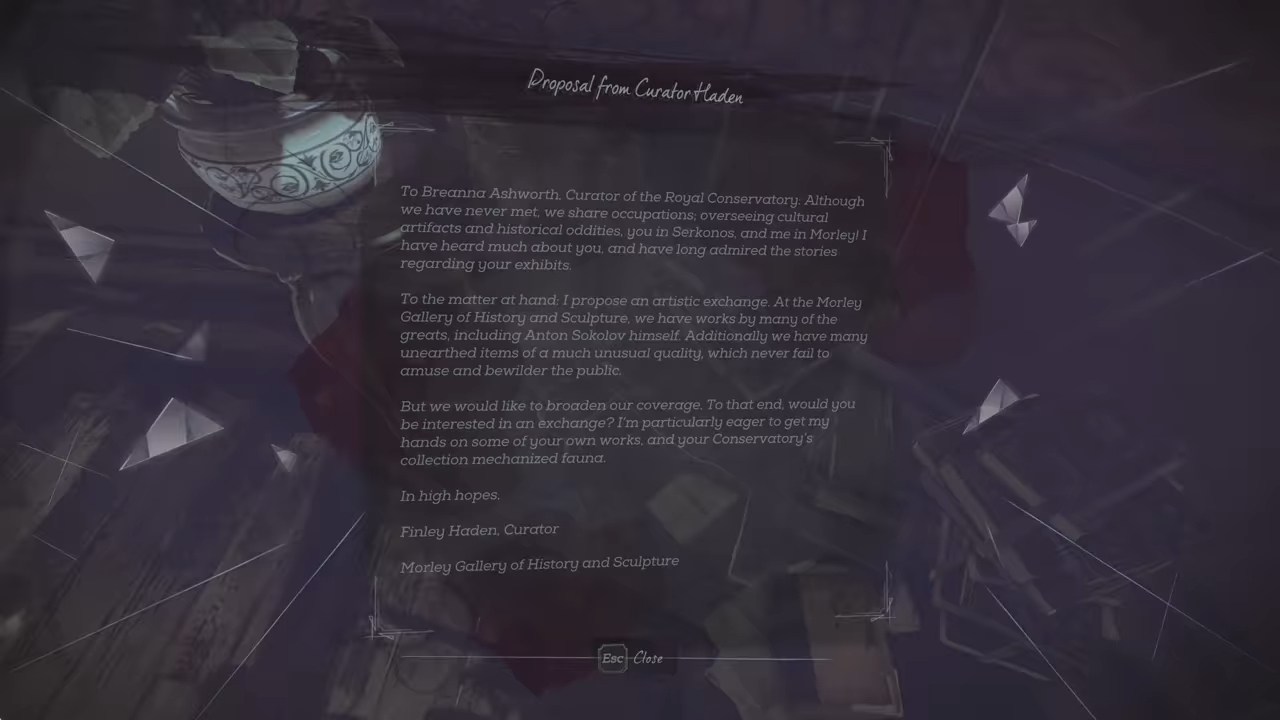 Proposal from Curator Haden
To Breanna Ashworth, Curator of the Royal Conservatory: Although
we have never met, we share occupations; overseeing cultural
artifacts and historical oddities, you in Serkonos, and me in Morley! I
have heard much about you, and have long admired the stories
regarding your exhibits.
To the matter at hand: I propose an artistic exchange. At the Morley
Gallery of History and Sculpture, we have works by many of the
greats, including Anton Sokolov himself. Additionally we have many
unearthed items of a much unusual quality, which never fail to
amuse and bewilder the public.
But we would like to broaden our coverage. To that end, would you
be interested in an exchange? I'm particularly eager to get my
hands on some of your own works, and your Conservatory's
collection mechanized fauna.
In high hopes,
Finley Haden, Curator
Morley Gallery of History and Sculpture
Esc Close